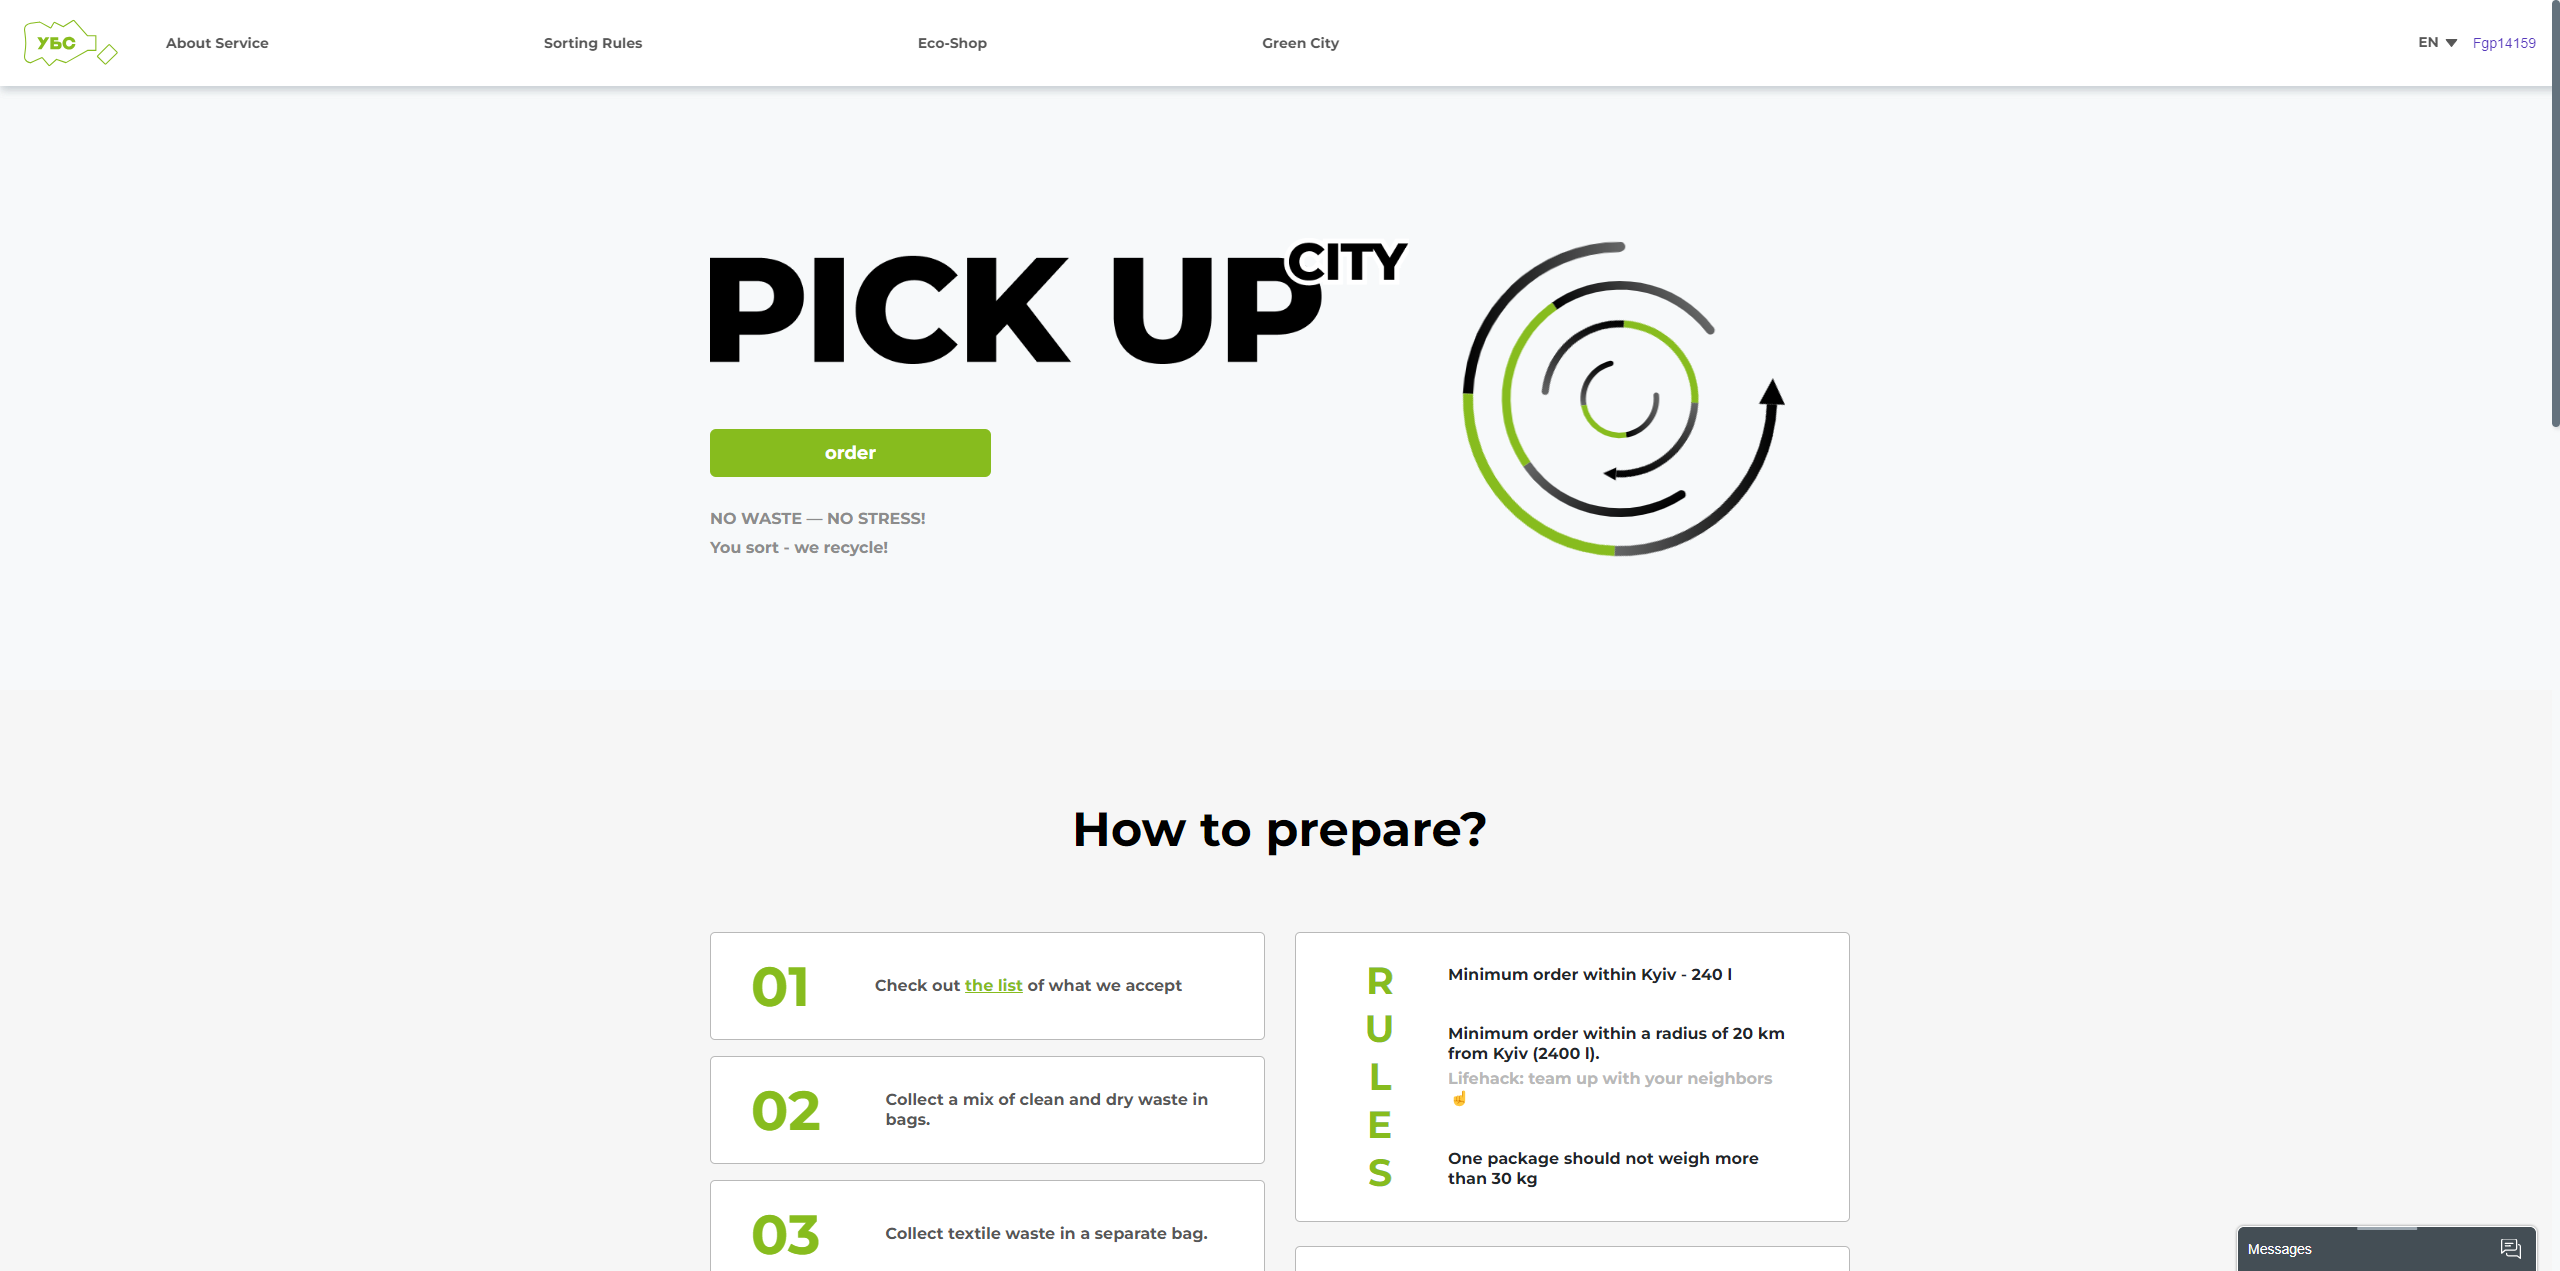 УБС
About Service
Sorting Rules
Eco-Shop
Green City
EN
Fgp14159
PICK UP
CITY
order
NO WASTE — NO STRESS!
You sort - we recycle!
How to prepare?
01
Check out the list of what we accept
02
Collect a mix of clean and dry waste in
bags.
03
Collect textile waste in a separate bag.
RULES
Minimum order within Kyiv - 240 l
Minimum order within a radius of 20 km
from Kyiv (2400 l).
Lifehack: team up with your neighbors
☝
One package should not weigh more
than 30 kg
Messages